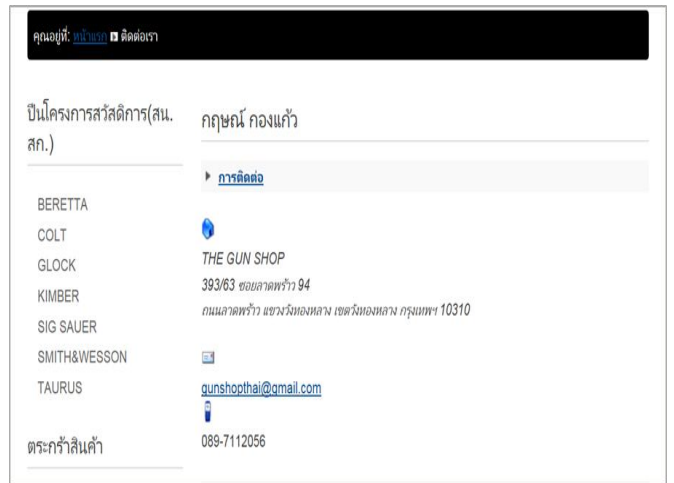 คุณอยู่ที่: หน้าแรก ติดต่อเรา
ปืนโครงการสวัสดิการ(สน.
สก.)
BERETTA
COLT
GLOCK
KIMBER
SIG SAUER
SMITH&WESSON
TAURUS
ตระกร้าสินค้า
กฤษณ์ กองแก้ว
การติดต่อ
THE GUN SHOP
393/63 ซอยลาดพร้าว 94
ถนนลาดพร้าว แขวงวังทองหลาง เขตวังทองหลาง กรุงเทพฯ 10310
gunshopthai@gmail.com
089-7112056